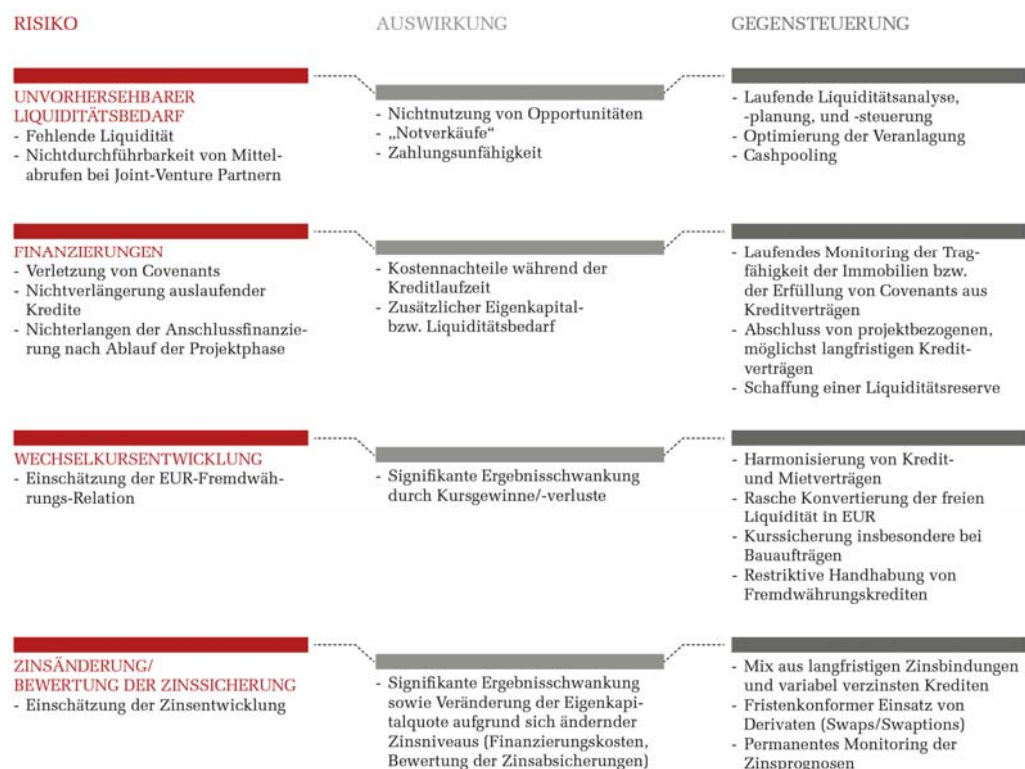 RISIKO
AUSWIRKUNG
GEGENSTEUERUNG
UNVORHERSEHBARER
LIQUIDITÄTSBEDARF
- Fehlende Liquidität
- Nichtdurchführbarkeit von Mittel-
abrufen bei Joint-Venture Partnern
- Nichtnutzung von Opportunitäten
- „Notverkäufe“
- Zahlungsunfähigkeit
- Laufende Liquiditätsanalyse,
-planung, und -steuerung
- Optimierung der Veranlagung
- Cashpooling
FINANZIERUNGEN
- Verletzung von Covenants
- Nichtverlängerung auslaufender
Kredite
- Nichterlangen der Anschlussfinanzie-
rung nach Ablauf der Projektphase
- Kostennachteile während der
Kreditlaufzeit
- Zusätzlicher Eigenkapital-
bzw. Liquiditätsbedarf
- Laufendes Monitoring der Trag-
fähigkeit der Immobilien bzw.
der Erfüllung von Covenants aus
Kreditverträgen
- Abschluss von projektbezogenen,
möglichst langfristigen Kredit-
verträgen
- Schaffung einer Liquiditätsreserve
WECHSELKURSENTWICKLUNG
- Einschätzung der EUR-Fremdwäh-
rungs-Relation
- Signifikante Ergebnisschwankung
durch Kursgewinne/-verluste
- Harmonisierung von Kredit-
und Mietverträgen
- Rasche Konvertierung der freien
Liquidität in EUR
- Kurssicherung insbesondere bei
Bauaufträgen
- Restriktive Handhabung von
Fremdwährungskrediten
ZINSÄNDERUNG/
BEWERTUNG DER ZINSSICHERUNG
- Einschätzung der Zinsentwicklung
- Signifikante Ergebnisschwankung
sowie Veränderung der Eigenkapi-
talquote aufgrund sich ändernder
Zinsniveaus (Finanzierungskosten,
Bewertung der Zinsabsicherungen)
- Mix aus langfristigen Zinsbindungen
und variabel verzinsten Krediten
- Fristenkonformer Einsatz von
Derivaten (Swaps/Swaptions)
- Permanentes Monitoring der
Zinsprognosen